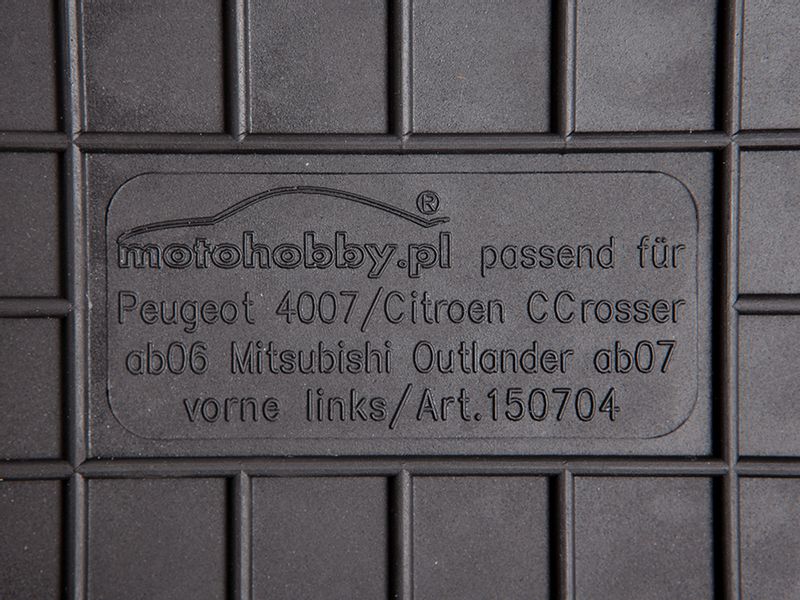 motohobby.pl® passend für
Peugeot 4007/Citroen CCrosser
ab06 Mitsubishi Outlander ab07
vorne links/Art.150704